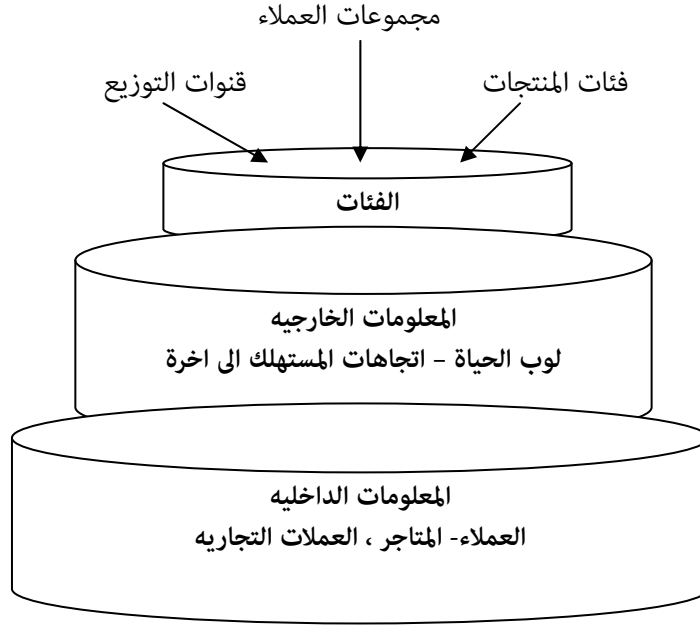 مجموعات العملاء
فئات المنتجات
قنوات التوزيع
الفئات
المعلومات الخارجيه
لوب الحياة – اتجاهات المستهلك الى اخرة
المعلومات الداخليه
العملاء- المتاجر ، العملات التجاريه